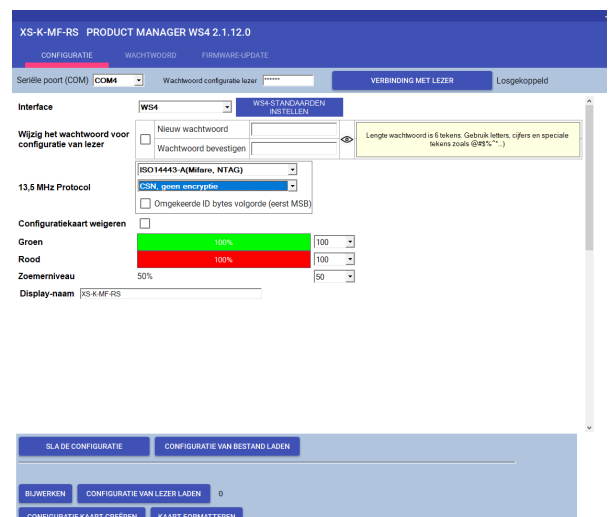 XS-K-MF-RS PRODUCT MANAGER WS4 2.1.12.0
CONFIGURATIE WACHTWOORD FIRMWARE-UPDATE
Seriële poort (COM) COM4 Wachtwoord configuratie lezer ****** VERBINDING MET LEZER Losgekoppeld
Interface WS4 WS4-STANDAARDEN
INSTELLEN
Wijzig het wachtwoord voor
configuratie van lezer
Nieuw wachtwoord
Wachtwoord bevestigen
Lengte wachtwoord is 6 tekens. Gebruik letters, cijfers en speciale
tekens zoals @#$%^*...)
13,5 MHz Protocol
ISO14443-A(Mifare, NTAG)
CSN, geen encryptie
Omgekeerde ID bytes volgorde (eerst MSB)
Configuratiekaart weigeren
Groen 100% 100
Rood 100% 100
Zoemerniveau 50% 50
Display-naam XS-K-MF-RS
SLA DE CONFIGURATIE CONFIGURATIE VAN BESTAND LADEN
BIJWERKEN CONFIGURATIE VAN LEZER LADEN 0
CONFIGURATIE KAART CREËREN KAART FORMATTEREN